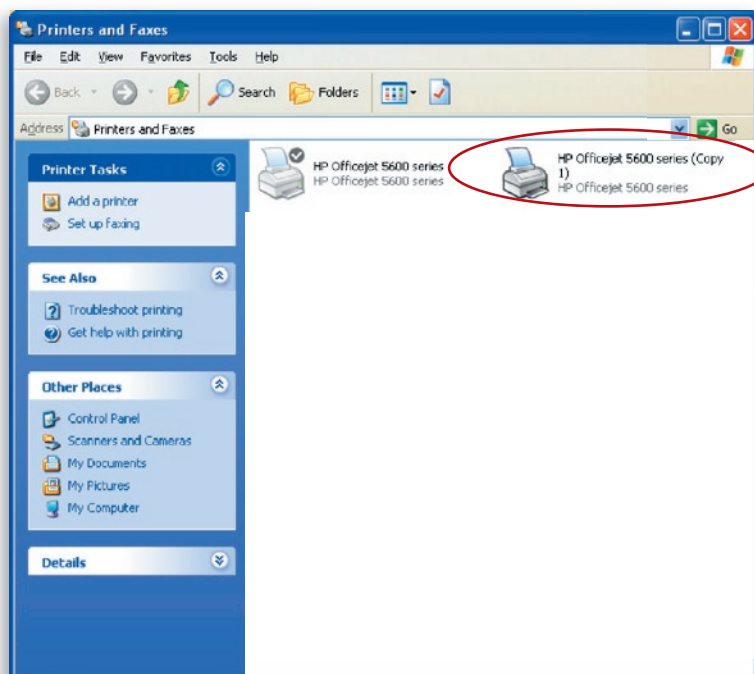 Printers and Faxes
File Edit View Favorites Tools Help
Back Search Folders
Address Printers and Faxes Go
Printer Tasks
Add a printer
Set up faxing
See Also
Troubleshoot printing
Get help with printing
Other Places
Control Panel
Scanners and Cameras
My Documents
My Pictures
My Computer
Details
HP Officejet 5600 series
HP Officejet 5600 series
HP Officejet 5600 series (Copy
1)
HP Officejet 5600 series